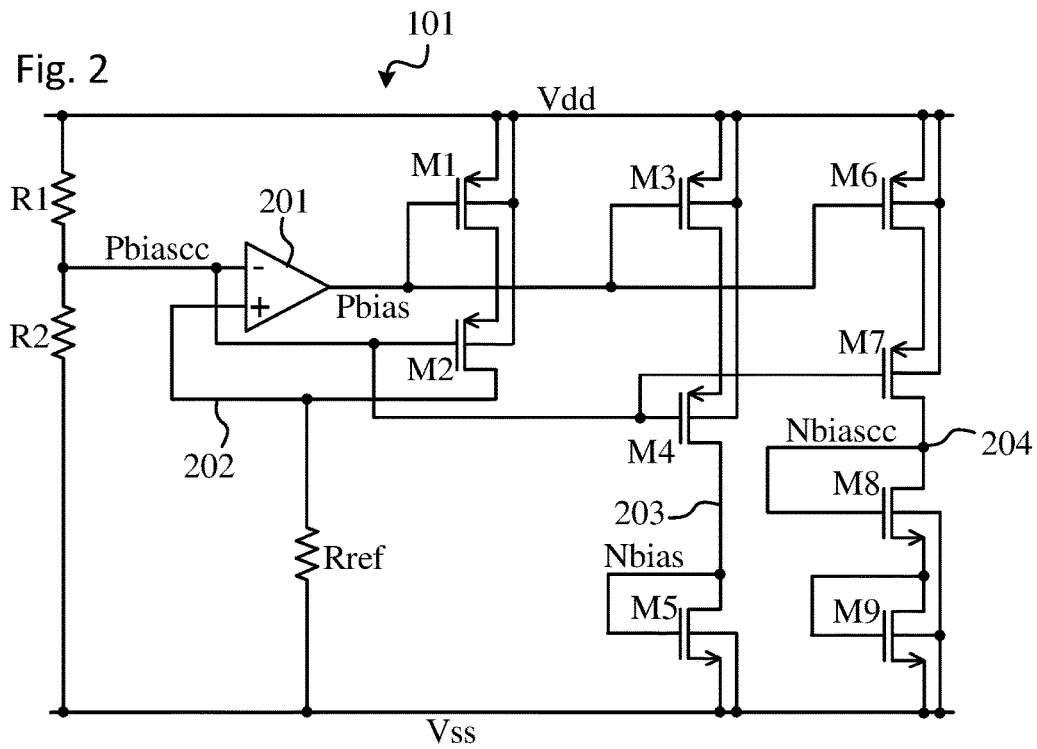 101
Fig. 2
Vdd
M1
M3
M6
R1
201
Pbiascc
-
+
Pbias
R2
M2
M7
202
M4
Nbiascc
204
M8
203
Rref
Nbias
M5
M9
Vss